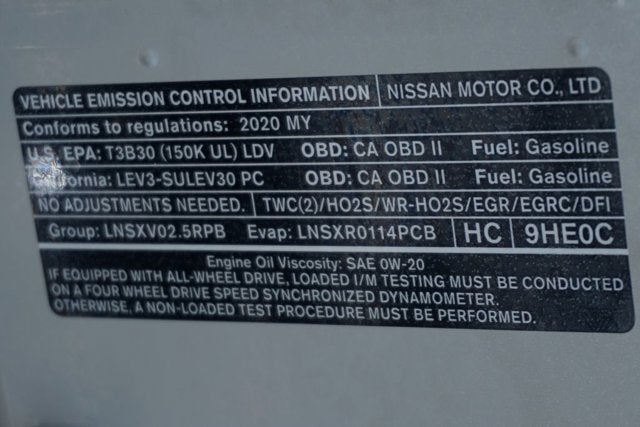 VEHICLE EMISSION CONTROL INFORMATION NISSAN MOTOR CO., LTD
Conforms to regulations: 2020 MY
U.S. EPA: T3B30 (150K UL) LDV OBD: CA OBD II Fuel: Gasoline
California: LEV3-SULEV30 PC OBD: CA OBD II Fuel: Gasoline
NO ADJUSTMENTS NEEDED. TWC(2)/HO2S/WR-HO2S/EGR/EGRC/DFI
Group: LNSXV02.5RPB Evap: LNSXR0114PCB HC 9HE0C
Engine Oil Viscosity: SAE 0W-20
IF EQUIPPED WITH ALL-WHEEL DRIVE, LOADED I/M TESTING MUST BE CONDUCTED
ON A FOUR WHEEL DRIVE SPEED SYNCHRONIZED DYNAMOMETER.
OTHERWISE, A NON-LOADED TEST PROCEDURE MUST BE PERFORMED.